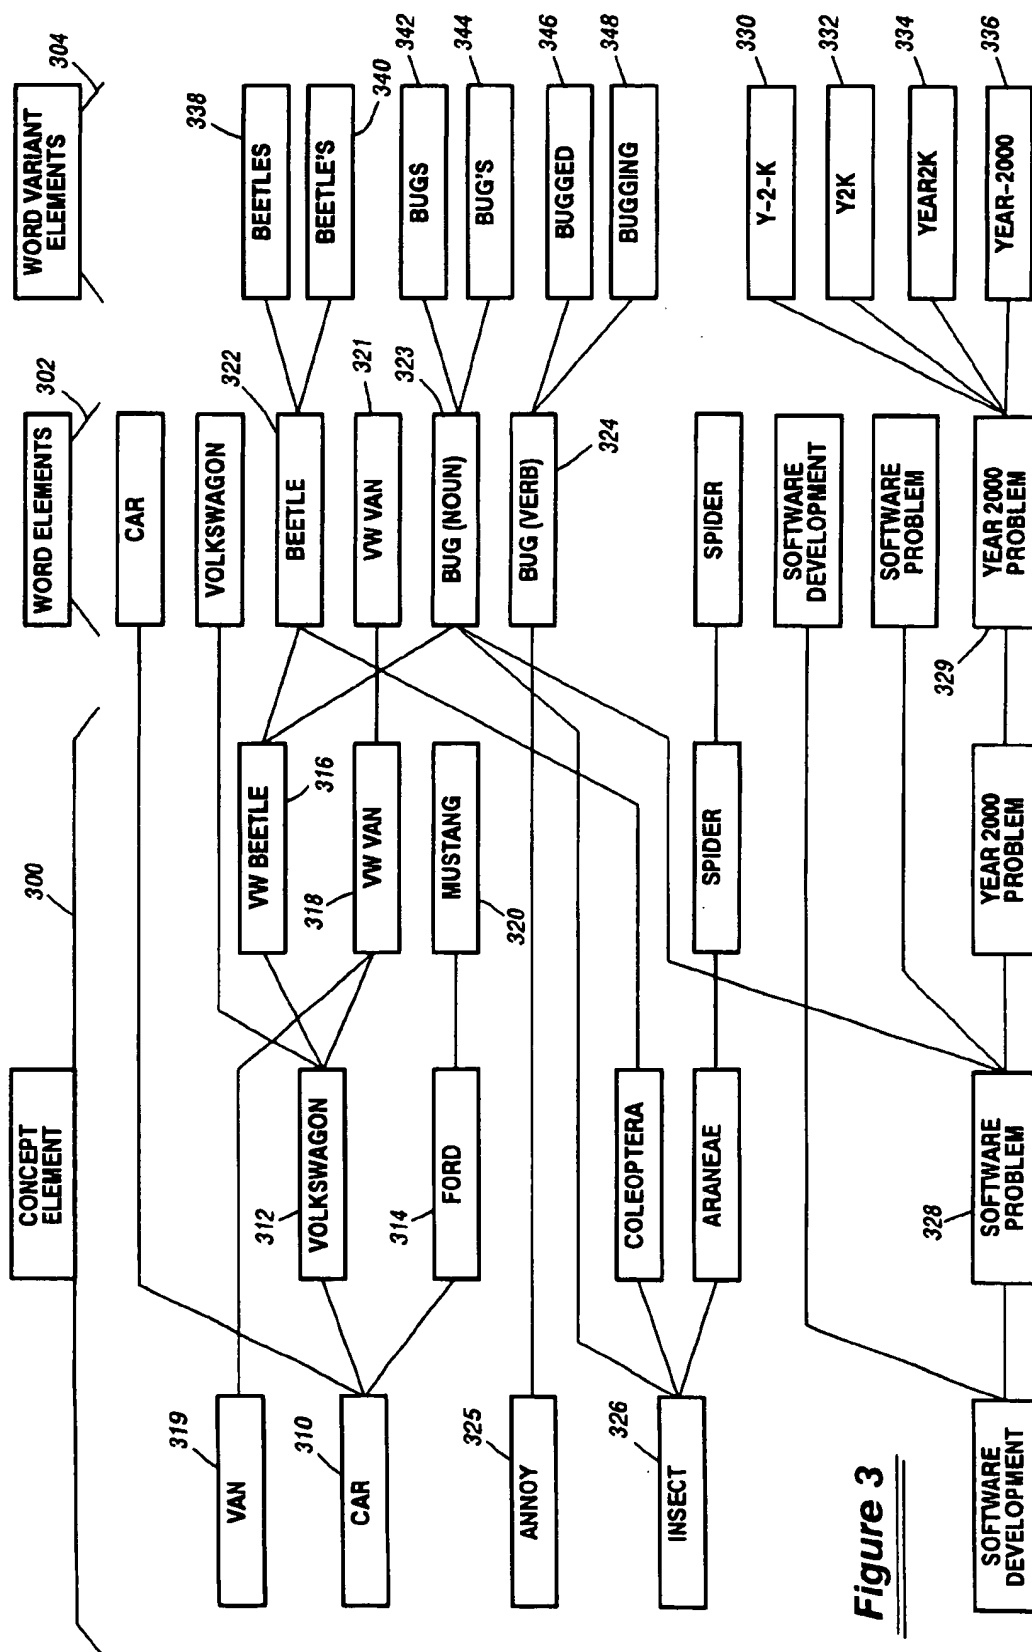 CONCEPT
ELEMENT
300
WORD ELEMENTS
302
WORD VARIANT
ELEMENTS
304
CAR
VOLKSWAGON
VAN
319
VW BEETLE
316
BEETLE
322
BEETLES
338
BEETLE'S
340
CAR
310
VOLKSWAGON
312
VW VAN
318
VW VAN
321
FORD
314
MUSTANG
320
BUG (NOUN)
323
BUGS
342
BUG'S
344
ANNOY
325
BUG (VERB)
324
BUGGED
346
BUGGING
348
INSECT
326
COLEOPTERA
ARANEAE
SPIDER
SPIDER
SOFTWARE
DEVELOPMENT
SOFTWARE
PROBLEM
Y-2-K
330
Y2K
332
YEAR2K
334
YEAR-2000
336
SOFTWARE
DEVELOPMENT
SOFTWARE
PROBLEM
328
YEAR 2000
PROBLEM
YEAR 2000
PROBLEM
329
Figure 3